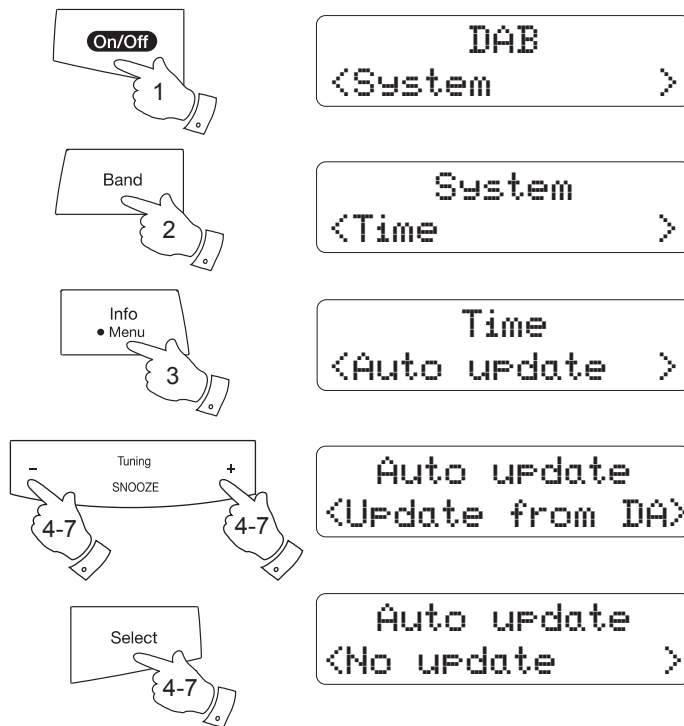 On/Off
1
DAB
<System >
Band
2
System
<Time >
Info
• Menu
3
Time
<Auto update >
– Tuning +
SNOOZE
4-7 4-7
Auto update
<Update from DA>
Select
4-7
Auto update
<No update >